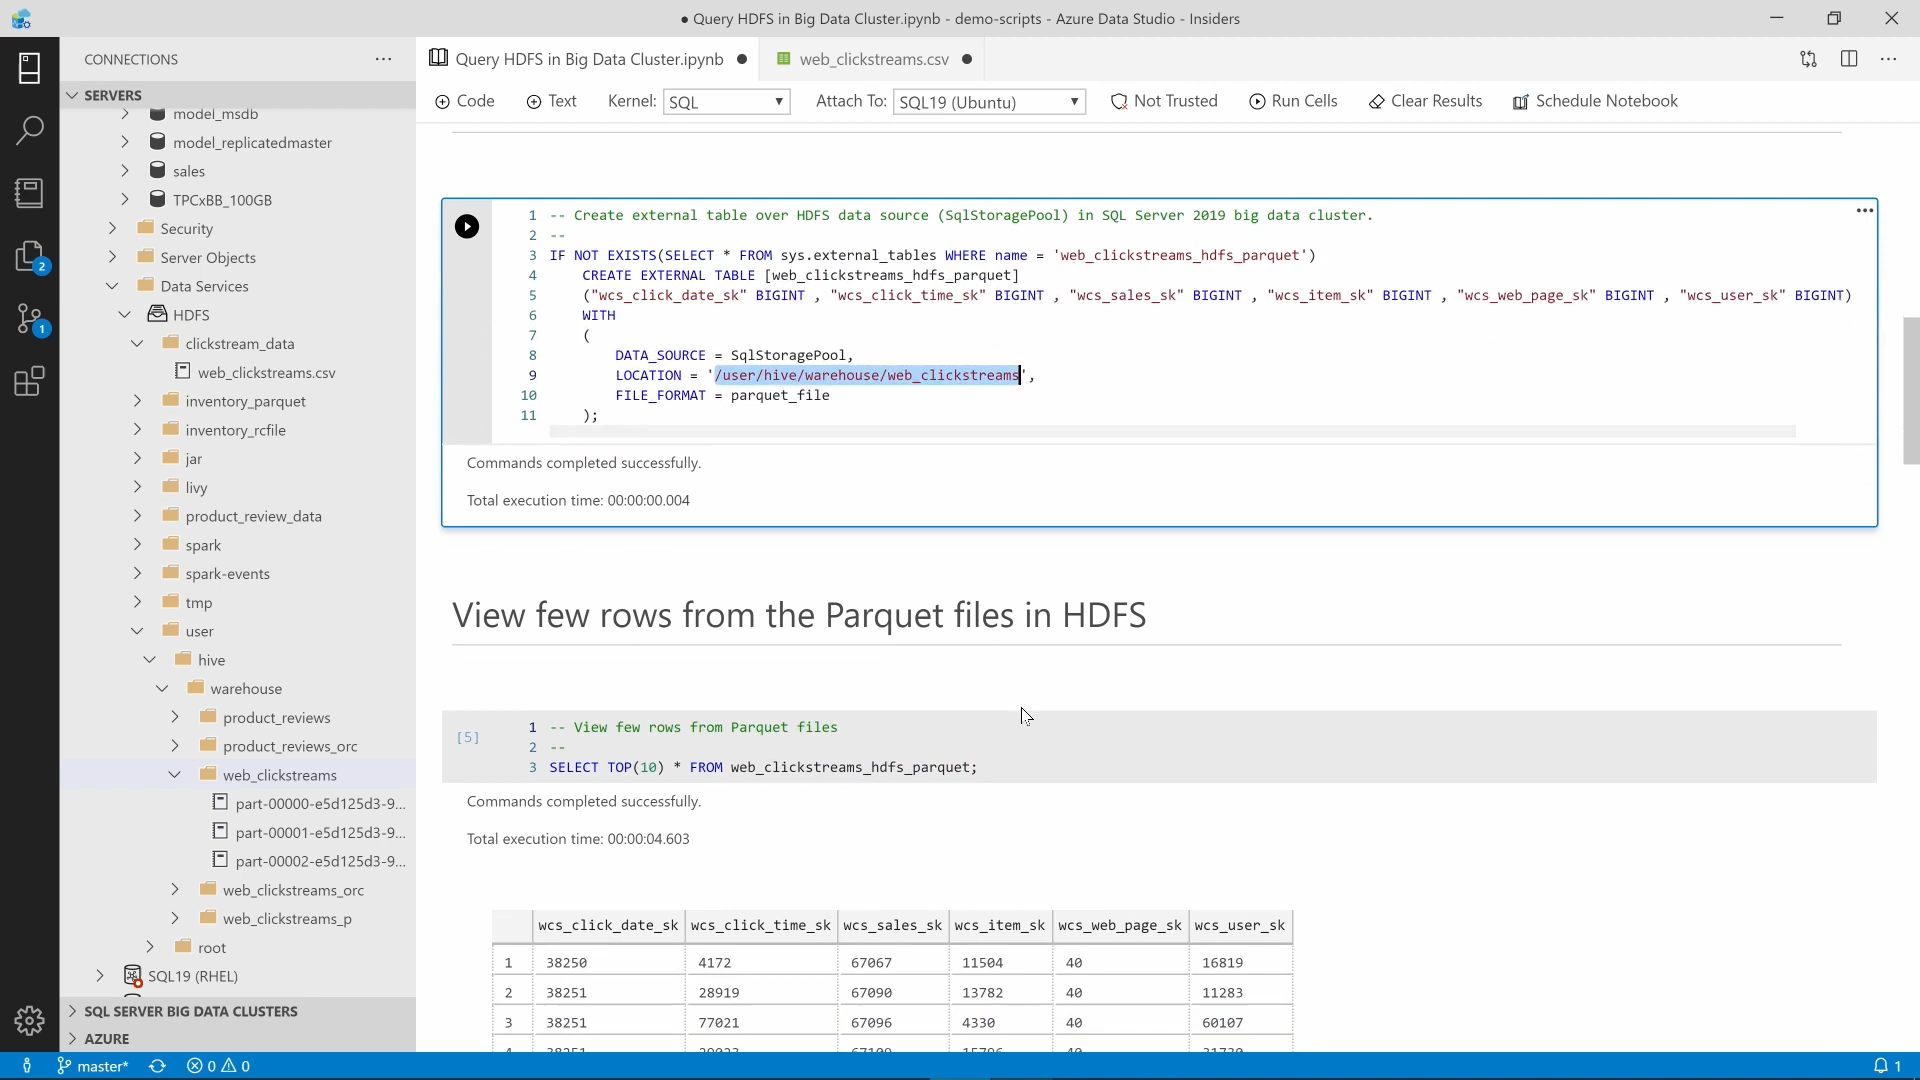 ● Query HDFS in Big Data Cluster.ipynb - demo-scripts - Azure Data Studio - Insiders
CONNECTIONS
SERVERS
model_msdb
model_replicatedmaster
sales
TPCxBB_100GB
Security
Server Objects
Data Services
HDFS
clickstream_data
web_clickstreams.csv
inventory_parquet
inventory_rcfile
jar
livy
product_review_data
spark
spark-events
tmp
user
hive
warehouse
product_reviews
product_reviews_orc
web_clickstreams
part-00000-e5d125d3-9...
part-00001-e5d125d3-9...
part-00002-e5d125d3-9...
web_clickstreams_orc
web_clickstreams_p
root
SQL19 (RHEL)
SQL SERVER BIG DATA CLUSTERS
AZURE
2
1
Query HDFS in Big Data Cluster.ipynb ● web_clickstreams.csv ●
Code Text Kernel: SQL Attach To: SQL19 (Ubuntu) Not Trusted Run Cells Clear Results Schedule Notebook
1 -- Create external table over HDFS data source (SqlStoragePool) in SQL Server 2019 big data cluster.
2 --
3 IF NOT EXISTS(SELECT * FROM sys.external_tables WHERE name = 'web_clickstreams_hdfs_parquet')
4 CREATE EXTERNAL TABLE [web_clickstreams_hdfs_parquet]
5 ("wcs_click_date_sk" BIGINT , "wcs_click_time_sk" BIGINT , "wcs_sales_sk" BIGINT , "wcs_item_sk" BIGINT , "wcs_web_page_sk" BIGINT , "wcs_user_sk" BIGINT)
6 WITH
7 (
8 DATA_SOURCE = SqlStoragePool,
9 LOCATION = '/user/hive/warehouse/web_clickstreams',
10 FILE_FORMAT = parquet_file
11 );
Commands completed successfully.
Total execution time: 00:00:00.004
View few rows from the Parquet files in HDFS
[5] 1 -- View few rows from Parquet files
2 --
3 SELECT TOP(10) * FROM web_clickstreams_hdfs_parquet;
Commands completed successfully.
Total execution time: 00:00:04.603
wcs_click_date_sk wcs_click_time_sk wcs_sales_sk wcs_item_sk wcs_web_page_sk wcs_user_sk
1 38250 4172 67067 11504 40 16819
2 38251 28919 67090 13782 40 11283
3 38251 77021 67096 4330 40 60107
master* 0 0 1